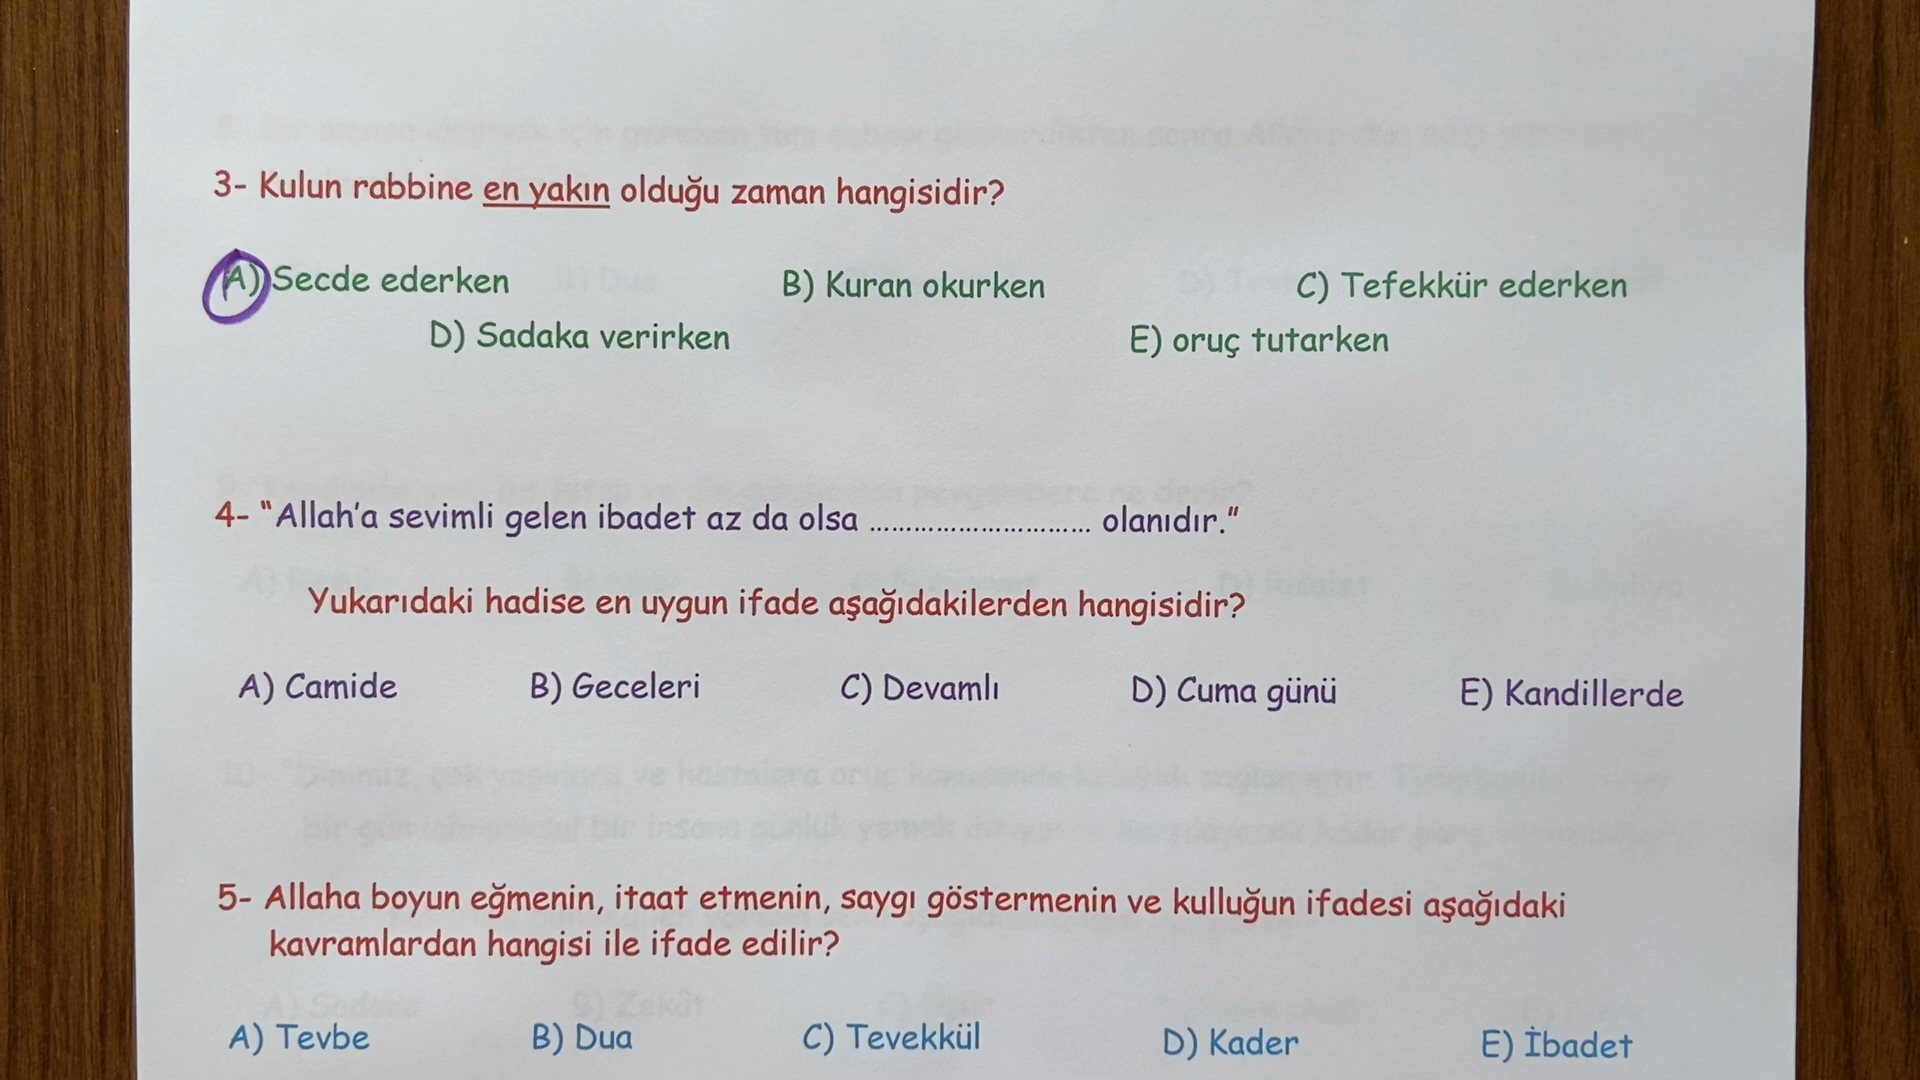 3- Kulun rabbine en yakın olduğu zaman hangisidir?
A) Secde ederken B) Kuran okurken C) Tefekkür ederken
D) Sadaka verirken E) oruç tutarken
4- "Allah'a sevimli gelen ibadet az da olsa ............................ olanıdır."
Yukarıdaki hadise en uygun ifade aşağıdakilerden hangisidir?
A) Camide B) Geceleri C) Devamlı D) Cuma günü E) Kandillerde
5- Allaha boyun eğmenin, itaat etmenin, saygı göstermenin ve kulluğun ifadesi aşağıdaki
kavramlardan hangisi ile ifade edilir?
A) Tevbe B) Dua C) Tevekkül D) Kader E) İbadet